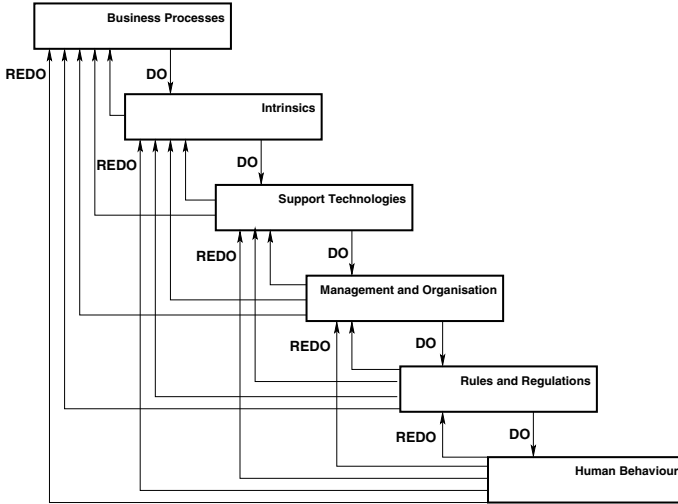 Business Processes
REDO
DO
Intrinsics
REDO
DO
Support Technologies
REDO
DO
Management and Organisation
REDO
DO
Rules and Regulations
REDO
DO
Human Behaviour